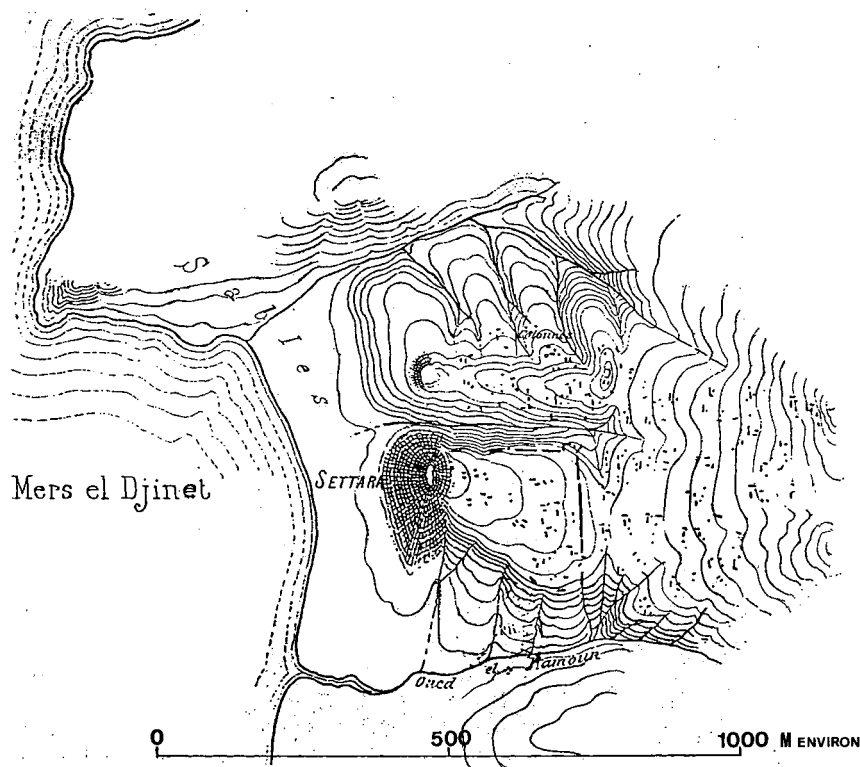 Sables
Mers el Djinet
SETTARA
Oued el Hamoun
0 500 1000 M ENVIRON